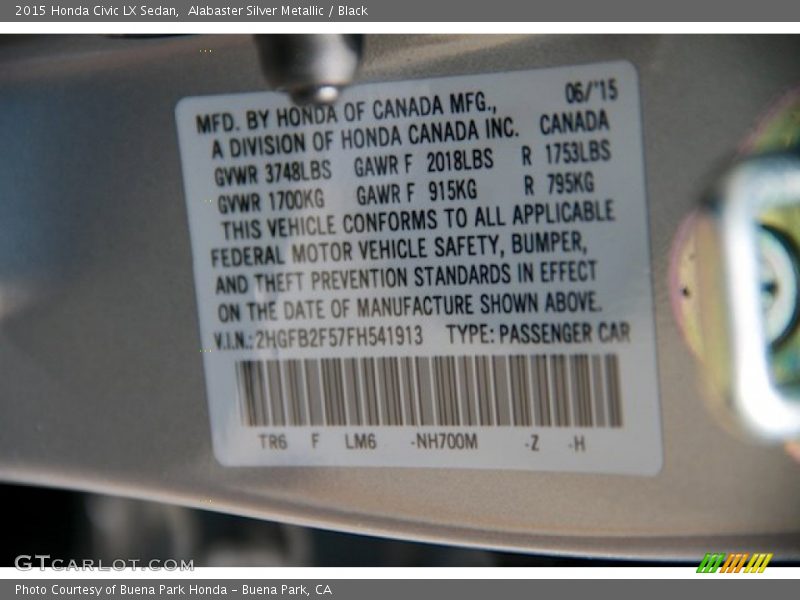 2015 Honda Civic LX Sedan, Alabaster Silver Metallic / Black
06/'15
MFD. BY HONDA OF CANADA MFG.,
A DIVISION OF HONDA CANADA INC. CANADA
GVWR 3748LBS GAWR F 2018LBS R 1753LBS
GVWR 1700KG GAWR F 915KG R 795KG
THIS VEHICLE CONFORMS TO ALL APPLICABLE
FEDERAL MOTOR VEHICLE SAFETY, BUMPER,
AND THEFT PREVENTION STANDARDS IN EFFECT
ON THE DATE OF MANUFACTURE SHOWN ABOVE.
V.I.N.: 2HGFB2F57FH541913 TYPE: PASSENGER CAR
TR6 F LM6 -NH700M -Z -H
GTCARLOT.COM
Photo Courtesy of Buena Park Honda - Buena Park, CA